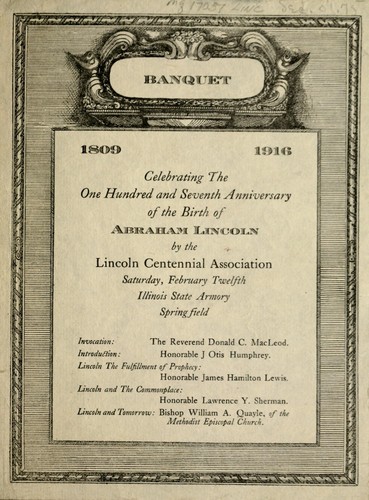 BANQUET
1809 1916
Celebrating The
One Hundred and Seventh Anniversary
of the Birth of
ABRAHAM LINCOLN
by the
Lincoln Centennial Association
Saturday, February Twelfth
Illinois State Armory
Springfield
Invocation: The Reverend Donald C. MacLeod.
Introduction: Honorable J Otis Humphrey.
Lincoln The Fulfillment of Prophecy:
Honorable James Hamilton Lewis.
Lincoln and The Commonplace:
Honorable Lawrence Y. Sherman.
Lincoln and Tomorrow: Bishop William A. Quayle, of the
Methodist Episcopal Church.